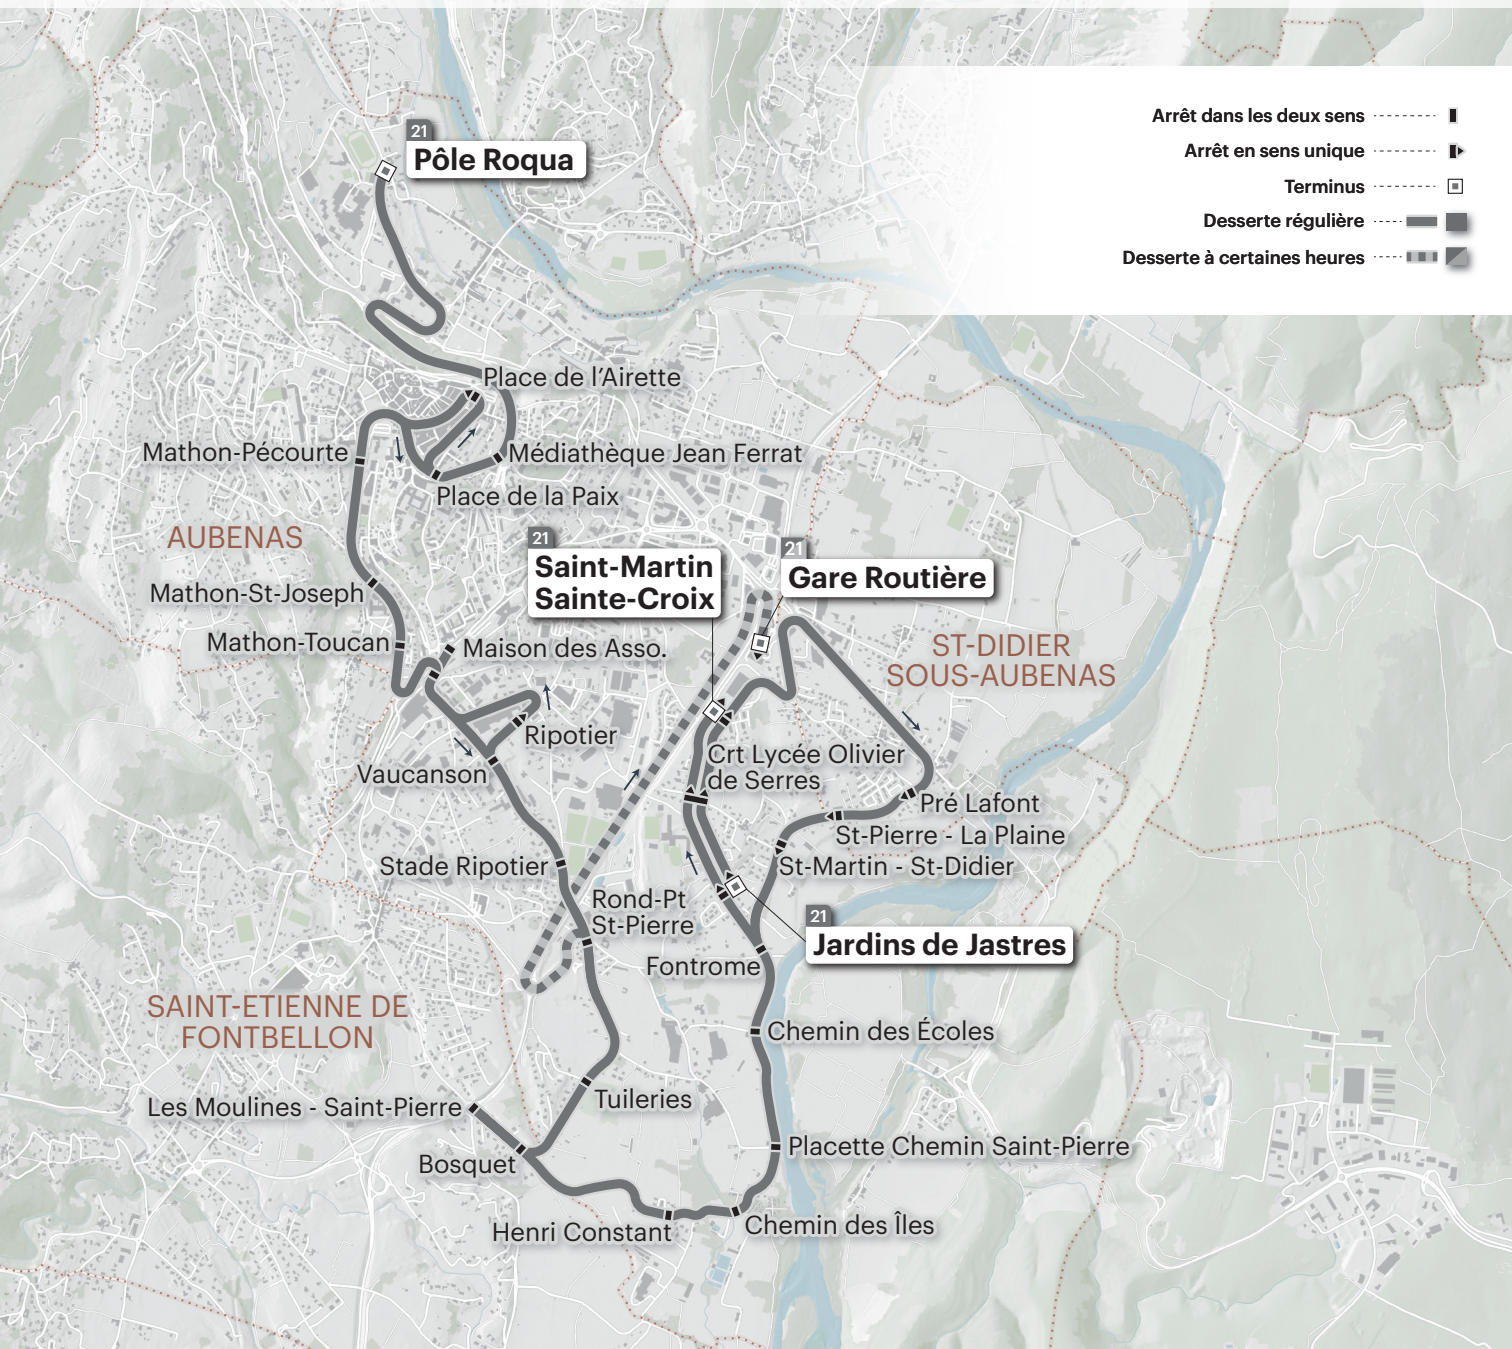 Arrêt dans les deux sens
Arrêt en sens unique
Terminus
Desserte régulière
Desserte à certaines heures
21
Pôle Roqua
Place de l'Airette
Mathon-Pécourte
Médiathèque Jean Ferrat
Place de la Paix
AUBENAS
21
Saint-Martin
Sainte-Croix
21
Gare Routière
Mathon-St-Joseph
Mathon-Toucan
Maison des Asso.
ST-DIDIER
SOUS-AUBENAS
Ripotier
Vaucanson
Crt Lycée Olivier
de Serres
Pré Lafont
St-Pierre - La Plaine
Stade Ripotier
St-Martin - St-Didier
Rond-Pt
St-Pierre
21
Jardins de Jastres
Fontrome
SAINT-ETIENNE DE
FONTBELLON
Chemin des Écoles
Les Moulines - Saint-Pierre
Tuileries
Bosquet
Placette Chemin Saint-Pierre
Henri Constant
Chemin des Îles